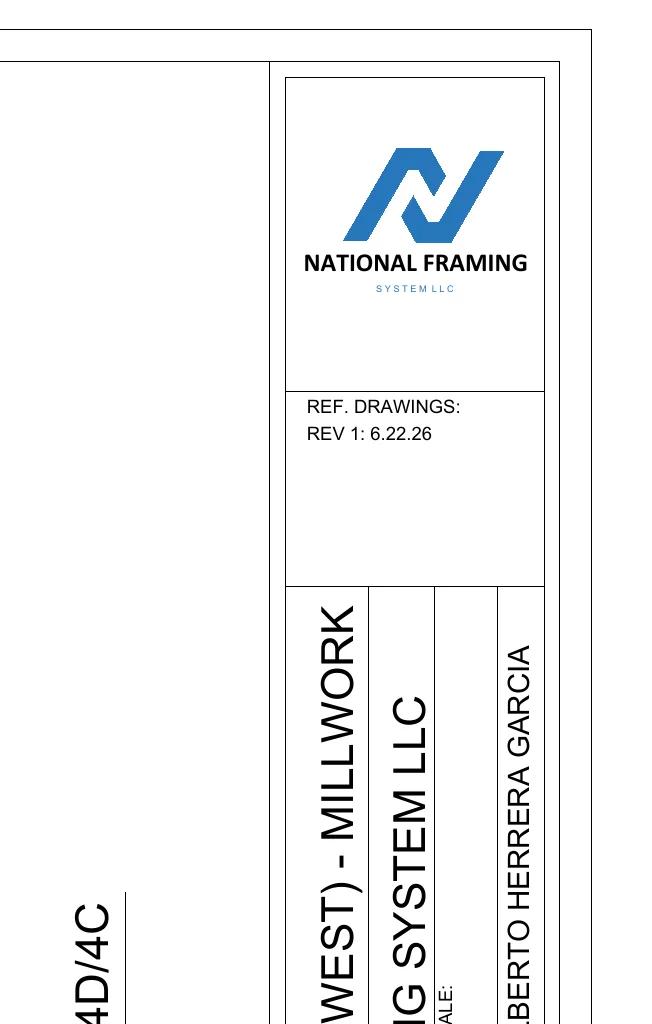 NATIONAL FRAMING
SYSTEM LLC
REF. DRAWINGS:
REV 1: 6.22.26
WEST) - MILLWORK
NG SYSTEM LLC
ALE:
LBERTO HERRERA GARCIA
4D/4C